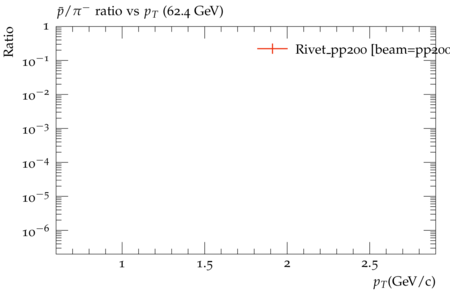 p̄/π⁻ ratio vs p_T (62.4 GeV)
Ratio
Rivet_pp200 [beam=pp200
1
10⁻¹
10⁻²
10⁻³
10⁻⁴
10⁻⁵
10⁻⁶
1 1.5 2 2.5
p_T(GeV/c)